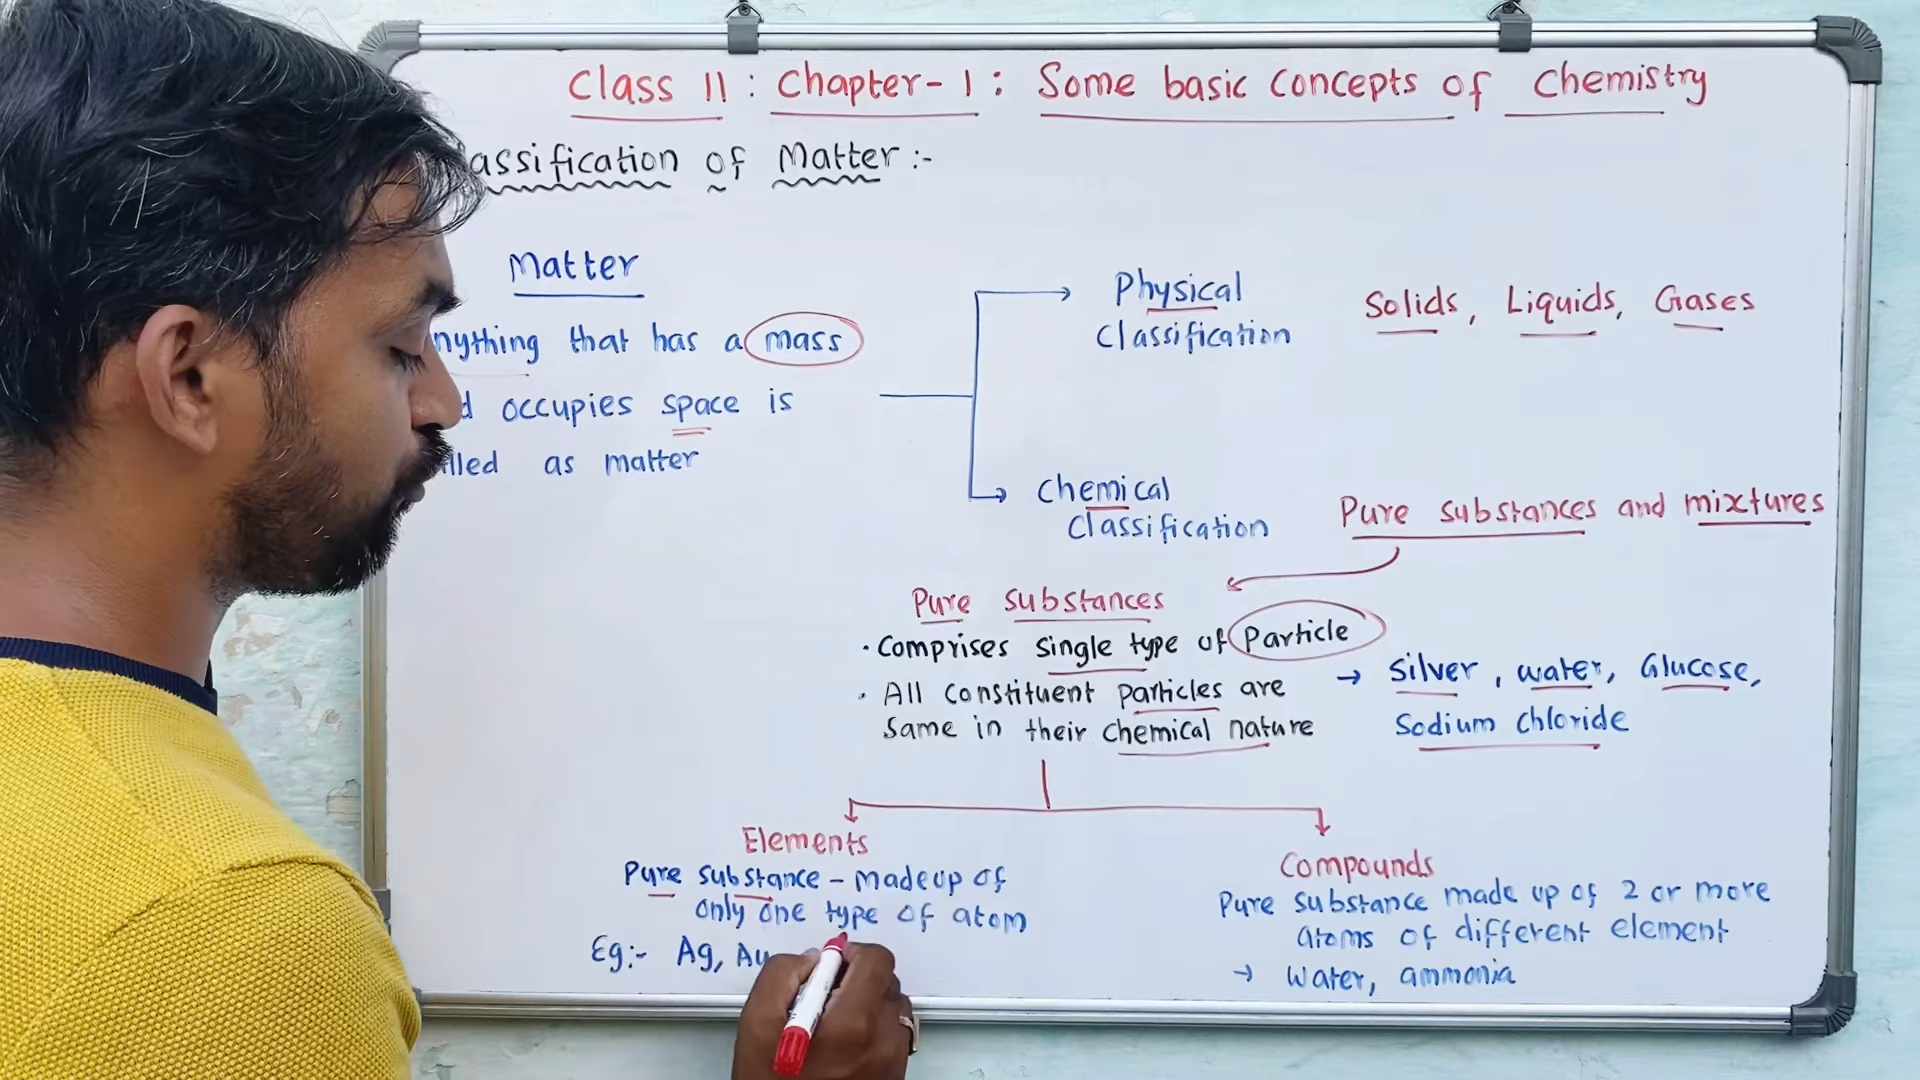 Class 11 : Chapter - 1 : Some basic concepts of Chemistry
assification of Matter :-
Matter
nything that has a mass
d occupies space is
lled as matter
Physical
Classification
Solids, Liquids, Gases
Chemical
Classification
Pure substances and mixtures
Pure substances
· Comprises single type of Particle
· All constituent particles are
same in their chemical nature
→ Silver, water, Glucose,
Sodium chloride
Elements
Pure substance - made up of
only one type of atom
Eg:- Ag, Au
Compounds
Pure substance made up of 2 or more
atoms of different element
→ Water, ammonia